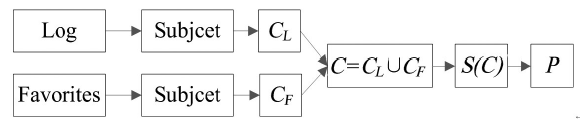 Log Subjcet C_L
C=C_L∪C_F S(C) P
Favorites Subjcet C_F